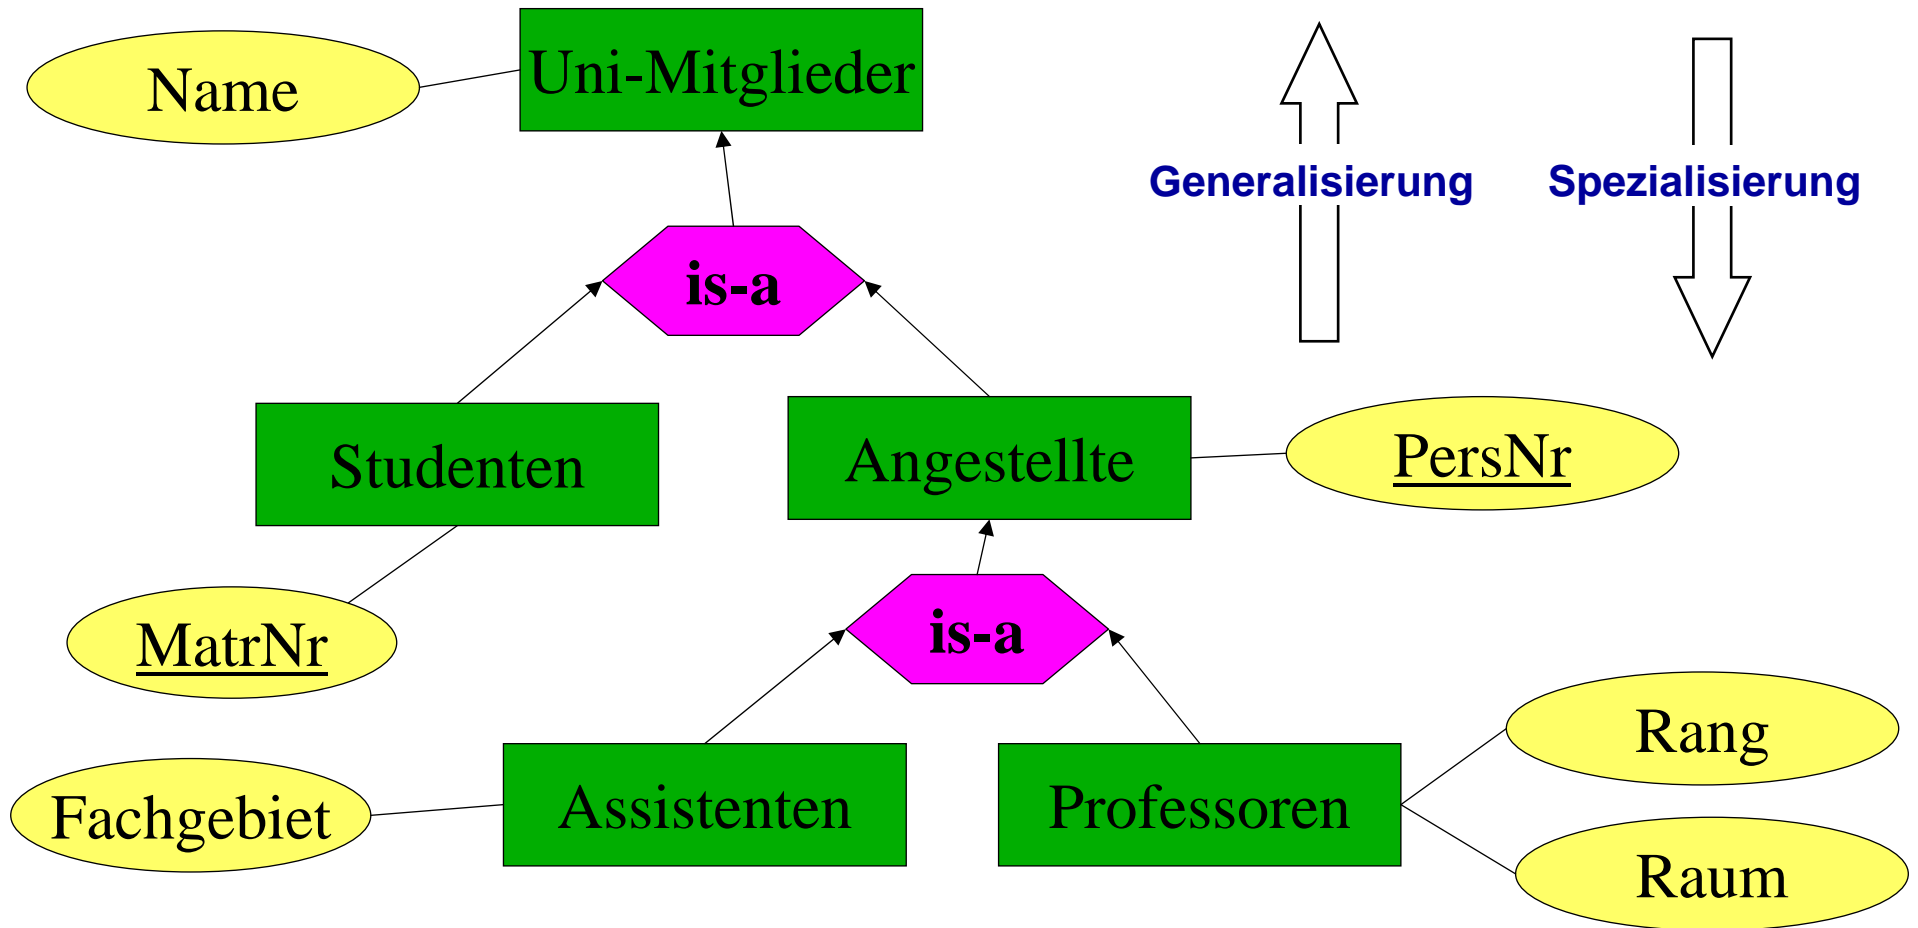 Uni-Mitglieder
Name
Generalisierung
Spezialisierung
is-a
Studenten
Angestellte
PersNr
MatrNr
is-a
Rang
Fachgebiet
Assistenten
Professoren
Raum